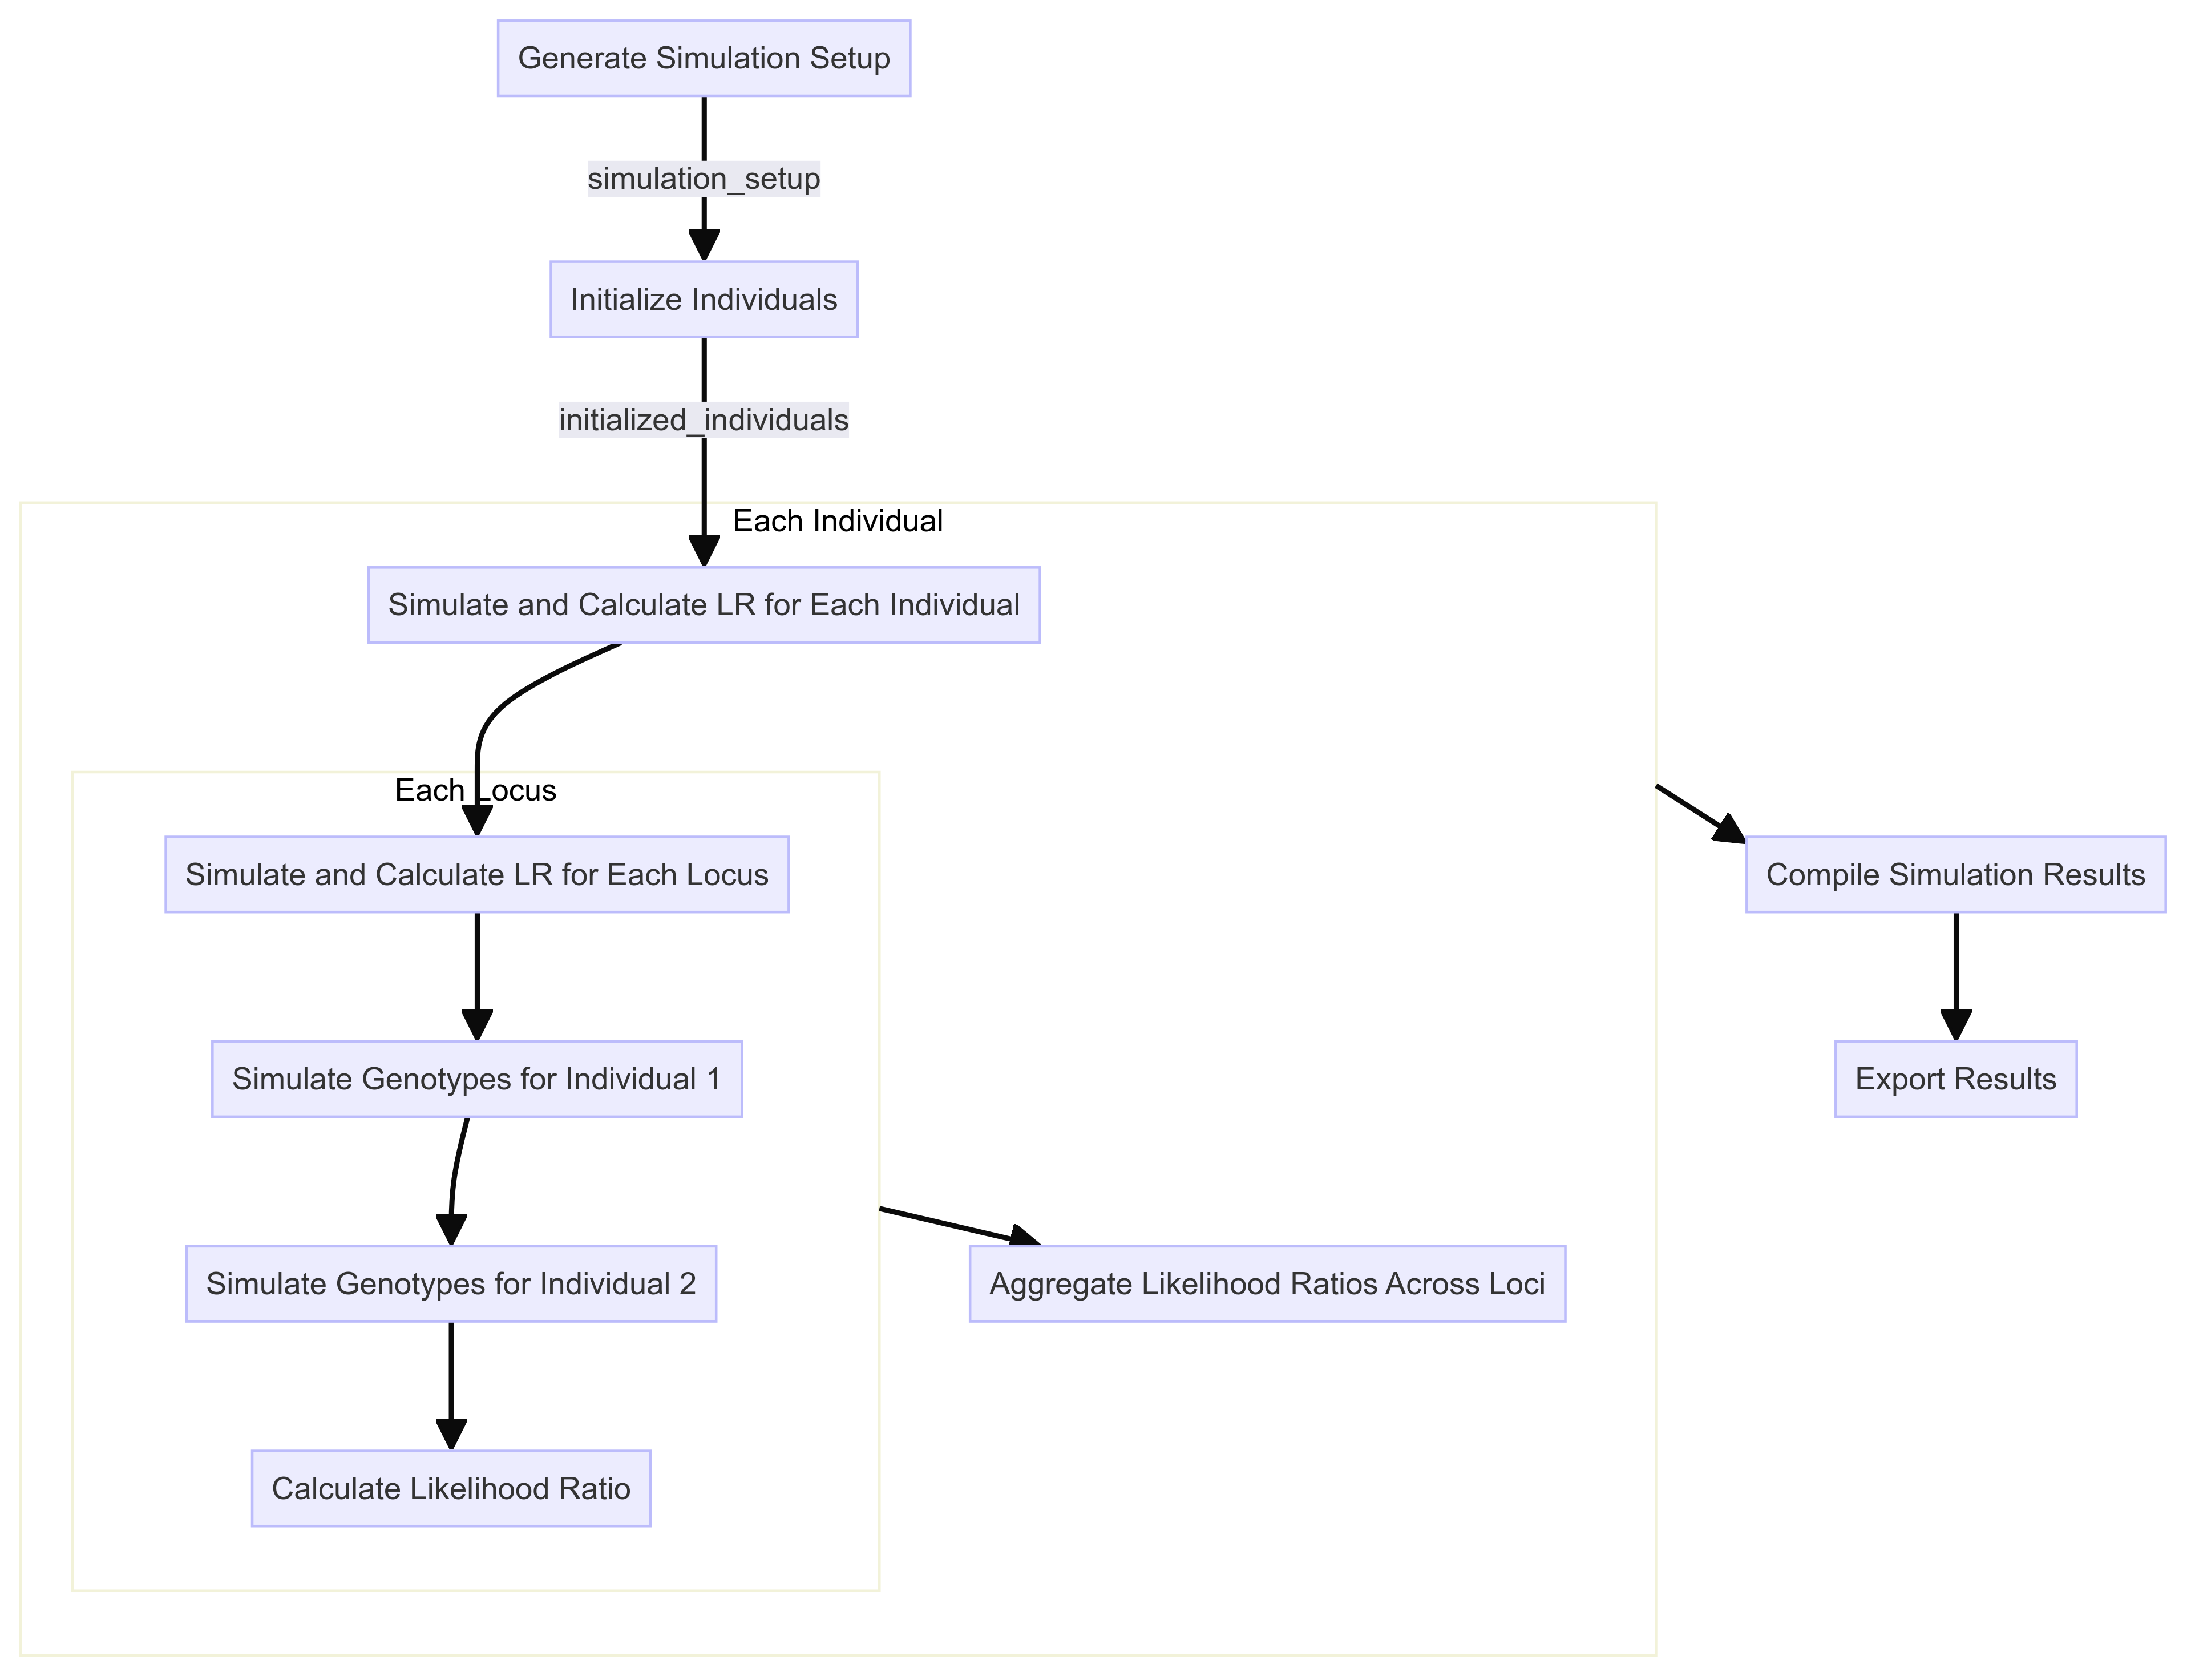 Generate Simulation Setup
simulation_setup
Initialize Individuals
initialized_individuals
Each Individual
Simulate and Calculate LR for Each Individual
Each Locus
Simulate and Calculate LR for Each Locus
Compile Simulation Results
Simulate Genotypes for Individual 1
Export Results
Simulate Genotypes for Individual 2
Aggregate Likelihood Ratios Across Loci
Calculate Likelihood Ratio